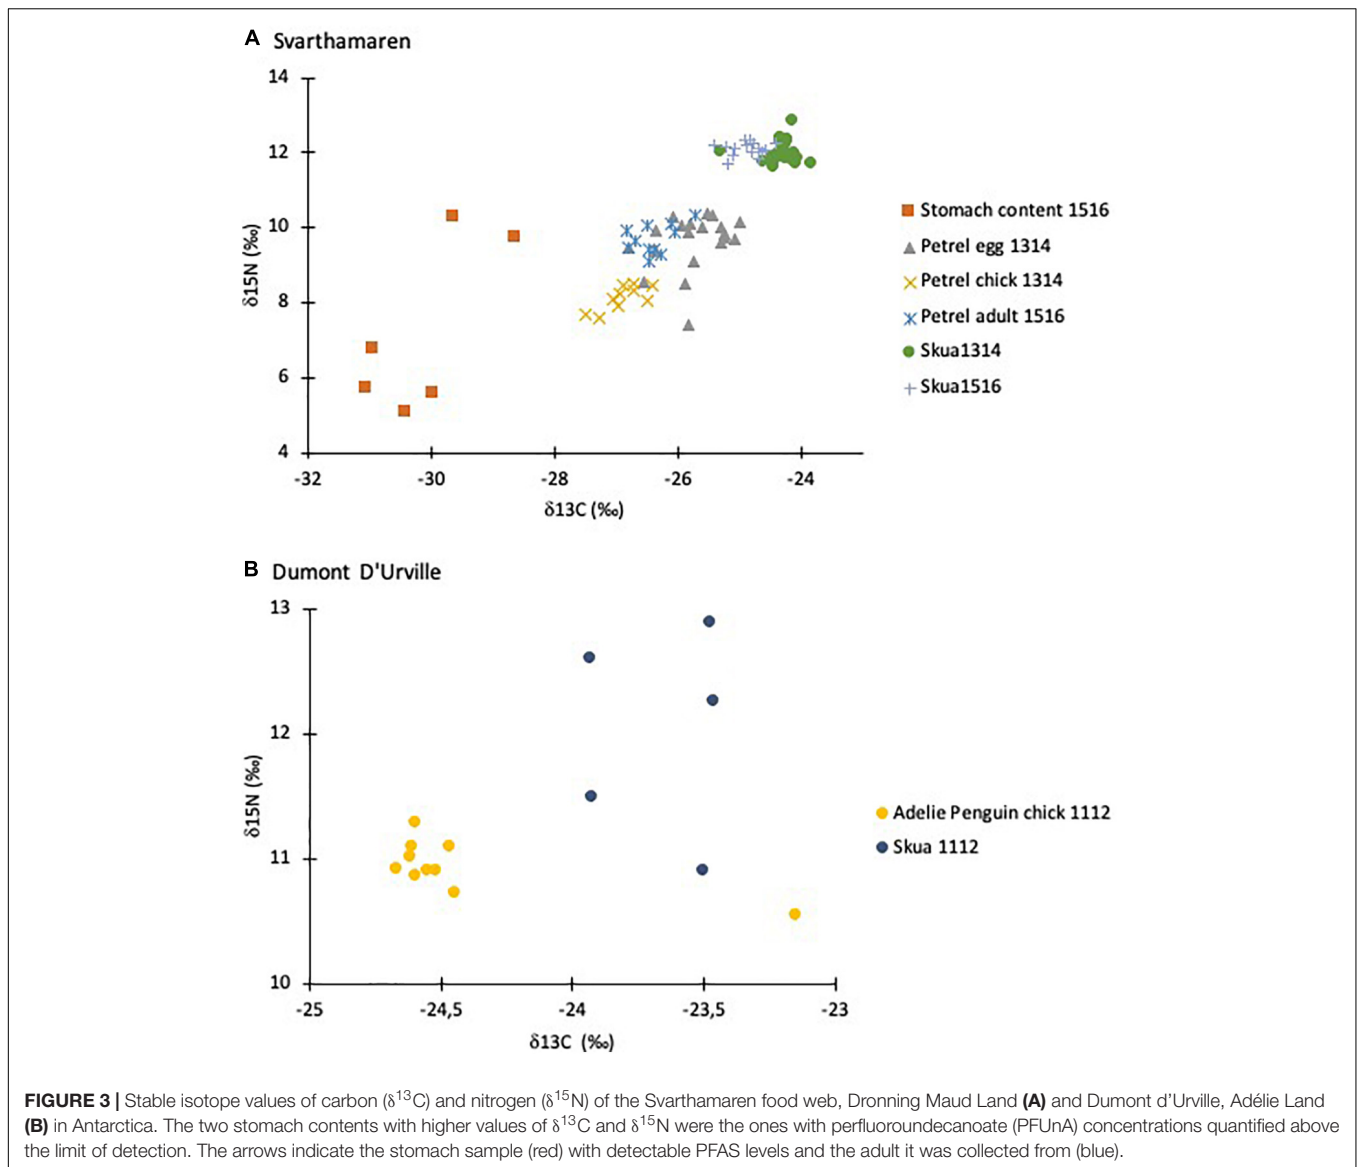 A Svarthamaren
14
12
10
8
6
4
δ15N (‰)
-32 -30 -28 -26 -24
δ13C (‰)
Stomach content 1516
Petrel egg 1314
Petrel chick 1314
Petrel adult 1516
Skua1314
Skua1516
B Dumont D'Urville
13
12
11
10
δ15N (‰)
-25 -24,5 -24 -23,5 -23
δ13C (‰)
Adelie Penguin chick 1112
Skua 1112
FIGURE 3 | Stable isotope values of carbon (δ¹³C) and nitrogen (δ¹⁵N) of the Svarthamaren food web, Dronning Maud Land (A) and Dumont d’Urville, Adélie Land
(B) in Antarctica. The two stomach contents with higher values of δ¹³C and δ¹⁵N were the ones with perfluoroundecanoate (PFUnA) concentrations quantified above
the limit of detection. The arrows indicate the stomach sample (red) with detectable PFAS levels and the adult it was collected from (blue).